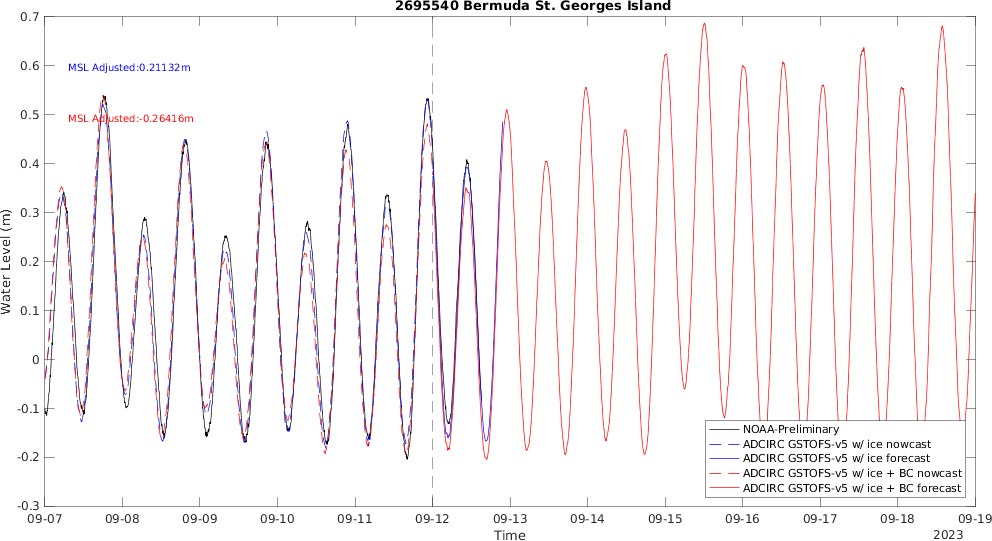 2695540 Bermuda St. Georges Island
0.7
0.6
0.5
0.4
0.3
0.2
0.1
0
-0.1
-0.2
-0.3
Water Level (m)
MSL Adjusted:0.21132m
MSL Adjusted:-0.26416m
NOAA-Preliminary
ADCIRC GSTOFS-v5 w/ ice nowcast
ADCIRC GSTOFS-v5 w/ ice forecast
ADCIRC GSTOFS-v5 w/ ice + BC nowcast
ADCIRC GSTOFS-v5 w/ ice + BC forecast
09-07 09-08 09-09 09-10 09-11 09-12 09-13 09-14 09-15 09-16 09-17 09-18 09-19
Time
2023